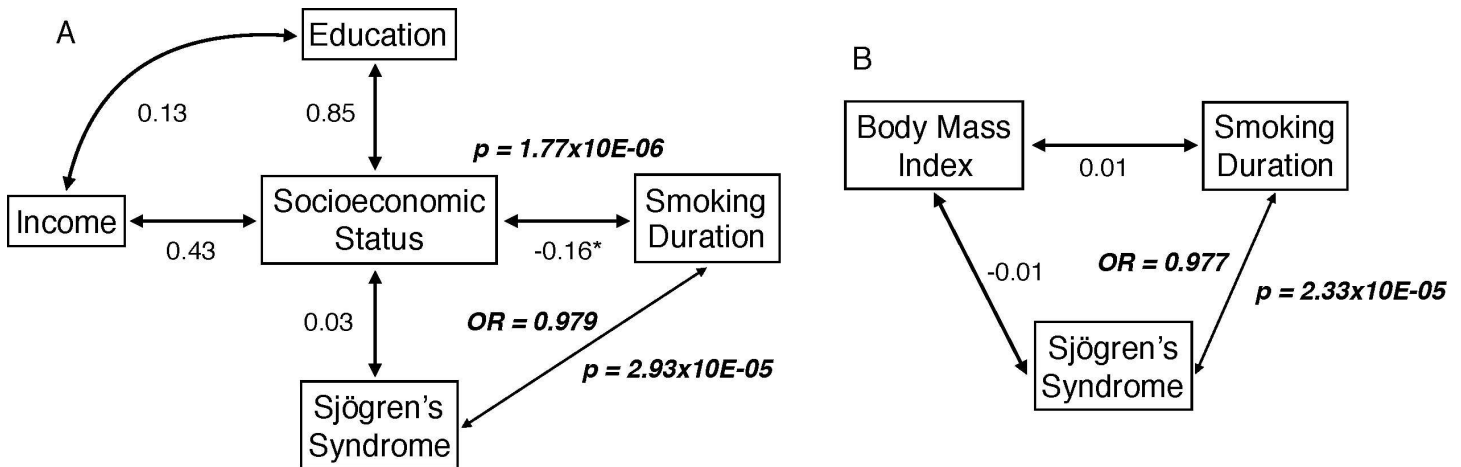 A
Education
0.13
0.85
p = 1.77x10E-06
Income
0.43
Socioeconomic
Status
-0.16*
Smoking
Duration
0.03
OR = 0.979
p = 2.93x10E-05
Sjögren's
Syndrome
B
Body Mass
Index
0.01
Smoking
Duration
-0.01
OR = 0.977
p = 2.33x10E-05
Sjögren's
Syndrome